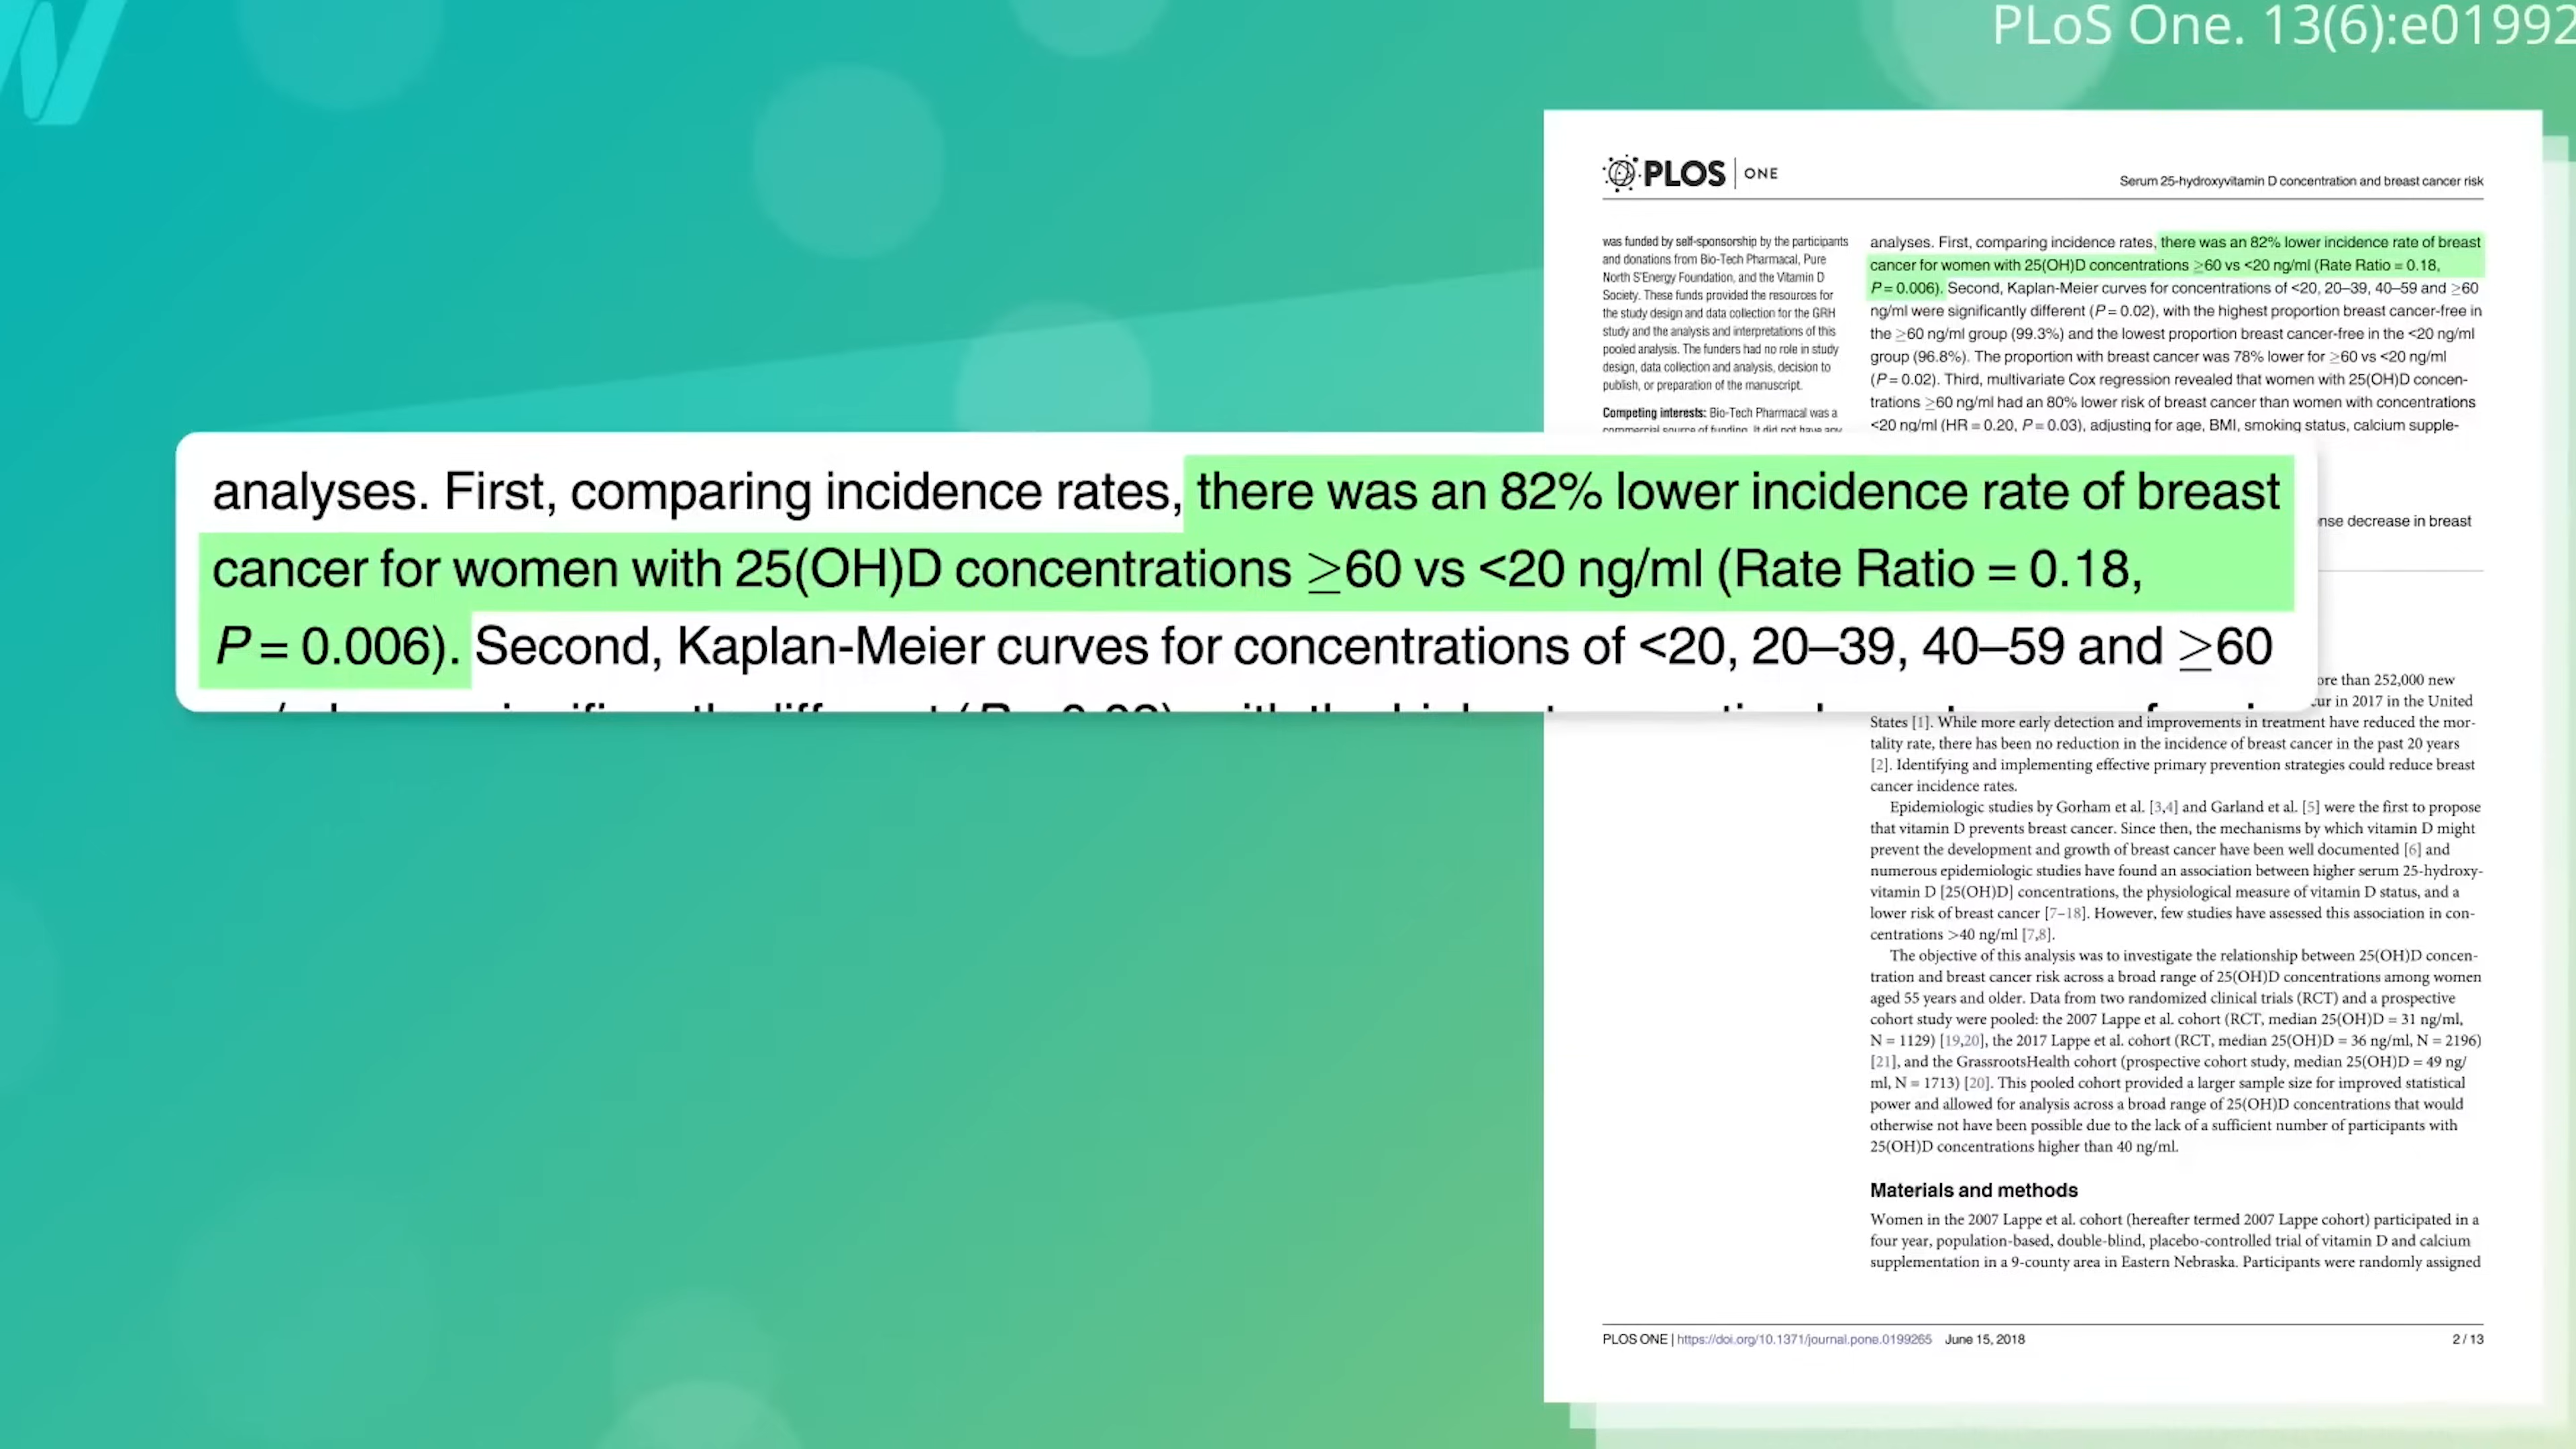 PLoS One. 13(6):e01992
PLOS ONE
Serum 25-hydroxyvitamin D concentration and breast cancer risk
was funded by self-sponsorship by the participants
and donations from Bio-Tech Pharmacal, Pure
North S'Energy Foundation, and the Vitamin D
Society. These funds provided the resources for
the study design and data collection for the GRH
study and the analysis and interpretations of this
pooled analysis. The funders had no role in study
design, data collection and analysis, decision to
publish, or preparation of the manuscript.
Competing interests: Bio-Tech Pharmacal was a
commercial source of funding. It did not have any
analyses. First, comparing incidence rates, there was an 82% lower incidence rate of breast
cancer for women with 25(OH)D concentrations ≥60 vs <20 ng/ml (Rate Ratio = 0.18,
P = 0.006). Second, Kaplan-Meier curves for concentrations of <20, 20–39, 40–59 and ≥60
ng/ml were significantly different (P = 0.02), with the highest proportion breast cancer-free in
the ≥60 ng/ml group (99.3%) and the lowest proportion breast cancer-free in the <20 ng/ml
group (96.8%). The proportion with breast cancer was 78% lower for ≥60 vs <20 ng/ml
(P = 0.02). Third, multivariate Cox regression revealed that women with 25(OH)D concen-
trations ≥60 ng/ml had an 80% lower risk of breast cancer than women with concentrations
<20 ng/ml (HR = 0.20, P = 0.03), adjusting for age, BMI, smoking status, calcium supple-
analyses. First, comparing incidence rates, there was an 82% lower incidence rate of breast
cancer for women with 25(OH)D concentrations ≥60 vs <20 ng/ml (Rate Ratio = 0.18,
P = 0.006). Second, Kaplan-Meier curves for concentrations of <20, 20–39, 40–59 and ≥60
decrease in breast
than 252,000 new
in 2017 in the United
States [1]. While more early detection and improvements in treatment have reduced the mor-
tality rate, there has been no reduction in the incidence of breast cancer in the past 20 years
[2]. Identifying and implementing effective primary prevention strategies could reduce breast
cancer incidence rates.
Epidemiologic studies by Gorham et al. [3,4] and Garland et al. [5] were the first to propose
that vitamin D prevents breast cancer. Since then, the mechanisms by which vitamin D might
prevent the development and growth of breast cancer have been well documented [6] and
numerous epidemiologic studies have found an association between higher serum 25-hydroxy-
vitamin D [25(OH)D] concentrations, the physiological measure of vitamin D status, and a
lower risk of breast cancer [7–18]. However, few studies have assessed this association in con-
centrations >40 ng/ml [7,8].
The objective of this analysis was to investigate the relationship between 25(OH)D concen-
tration and breast cancer risk across a broad range of 25(OH)D concentrations among women
aged 55 years and older. Data from two randomized clinical trials (RCT) and a prospective
cohort study were pooled: the 2007 Lappe et al. cohort (RCT, median 25(OH)D = 31 ng/ml,
N = 1129) [19,20], the 2017 Lappe et al. cohort (RCT, median 25(OH)D = 36 ng/ml, N = 2196)
[21], and the GrassrootsHealth cohort (prospective cohort study, median 25(OH)D = 49 ng/
ml, N = 1713) [20]. This pooled cohort provided a larger sample size for improved statistical
power and allowed for analysis across a broad range of 25(OH)D concentrations that would
otherwise not have been possible due to the lack of a sufficient number of participants with
25(OH)D concentrations higher than 40 ng/ml.
Materials and methods
Women in the 2007 Lappe et al. cohort (hereafter termed 2007 Lappe cohort) participated in a
four year, population-based, double-blind, placebo-controlled trial of vitamin D and calcium
supplementation in a 9-county area in Eastern Nebraska. Participants were randomly assigned
PLOS ONE | https://doi.org/10.1371/journal.pone.0199265 June 15, 2018
2 / 13